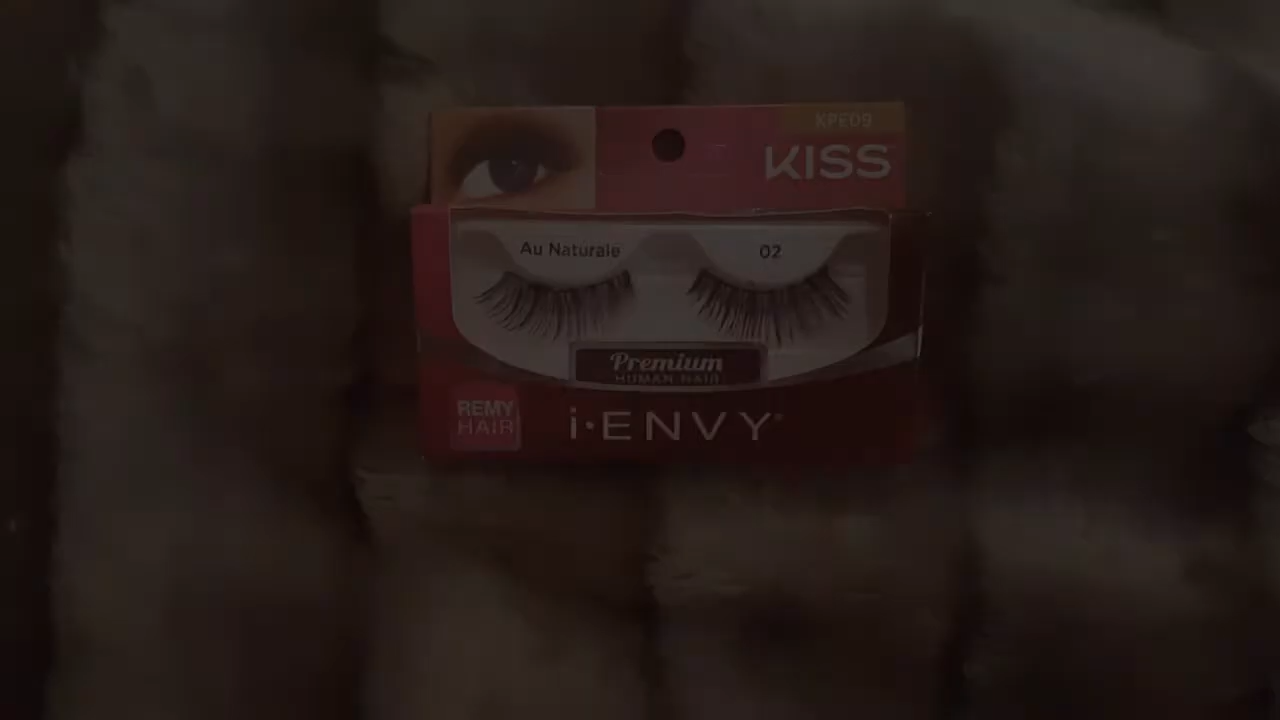 KPE09
KISS
Au Naturale
02
Premium
HUMAN HAIR
REMY
HAIR
i•ENVY